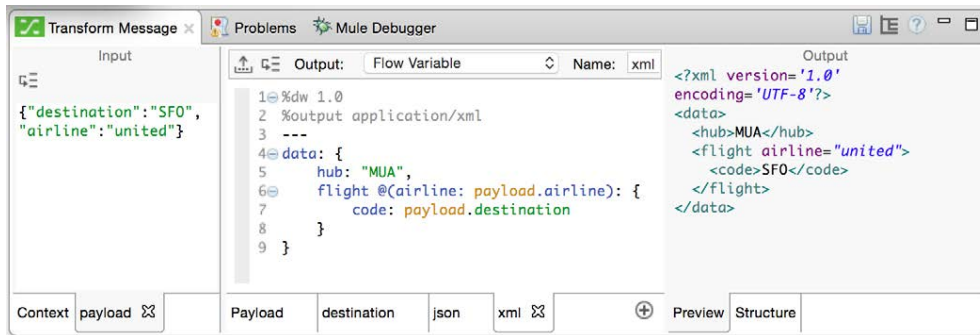 Transform Message
Problems
Mule Debugger
Input
{"destination":"SFO",
"airline":"united"}
Context
payload
Output:
Flow Variable
Name:
xml
1 %dw 1.0
2 %output application/xml
3 ---
4 data: {
5 hub: "MUA",
6 flight @(airline: payload.airline): {
7 code: payload.destination
8 }
9 }
Payload
destination
json
xml
Output
<?xml version='1.0'
encoding='UTF-8'?>
<data>
<hub>MUA</hub>
<flight airline="united">
<code>SFO</code>
</flight>
</data>
Preview
Structure